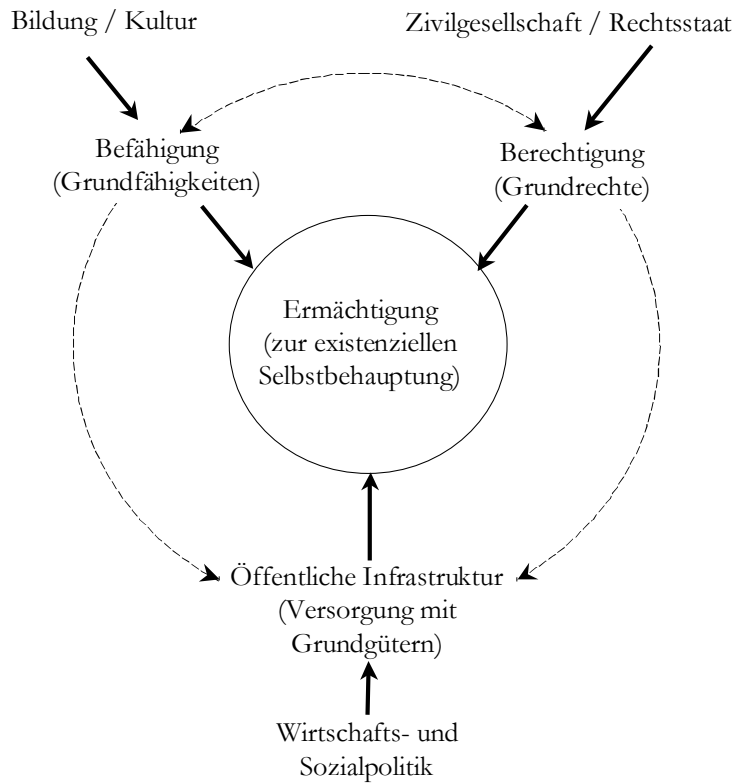 Bildung / Kultur
Zivilgesellschaft / Rechtsstaat
Befähigung
(Grundfähigkeiten)
Berechtigung
(Grundrechte)
Ermächtigung
(zur existenziellen
Selbstbehauptung)
Öffentliche Infrastruktur
(Versorgung mit
Grundgütern)
Wirtschafts- und
Sozialpolitik